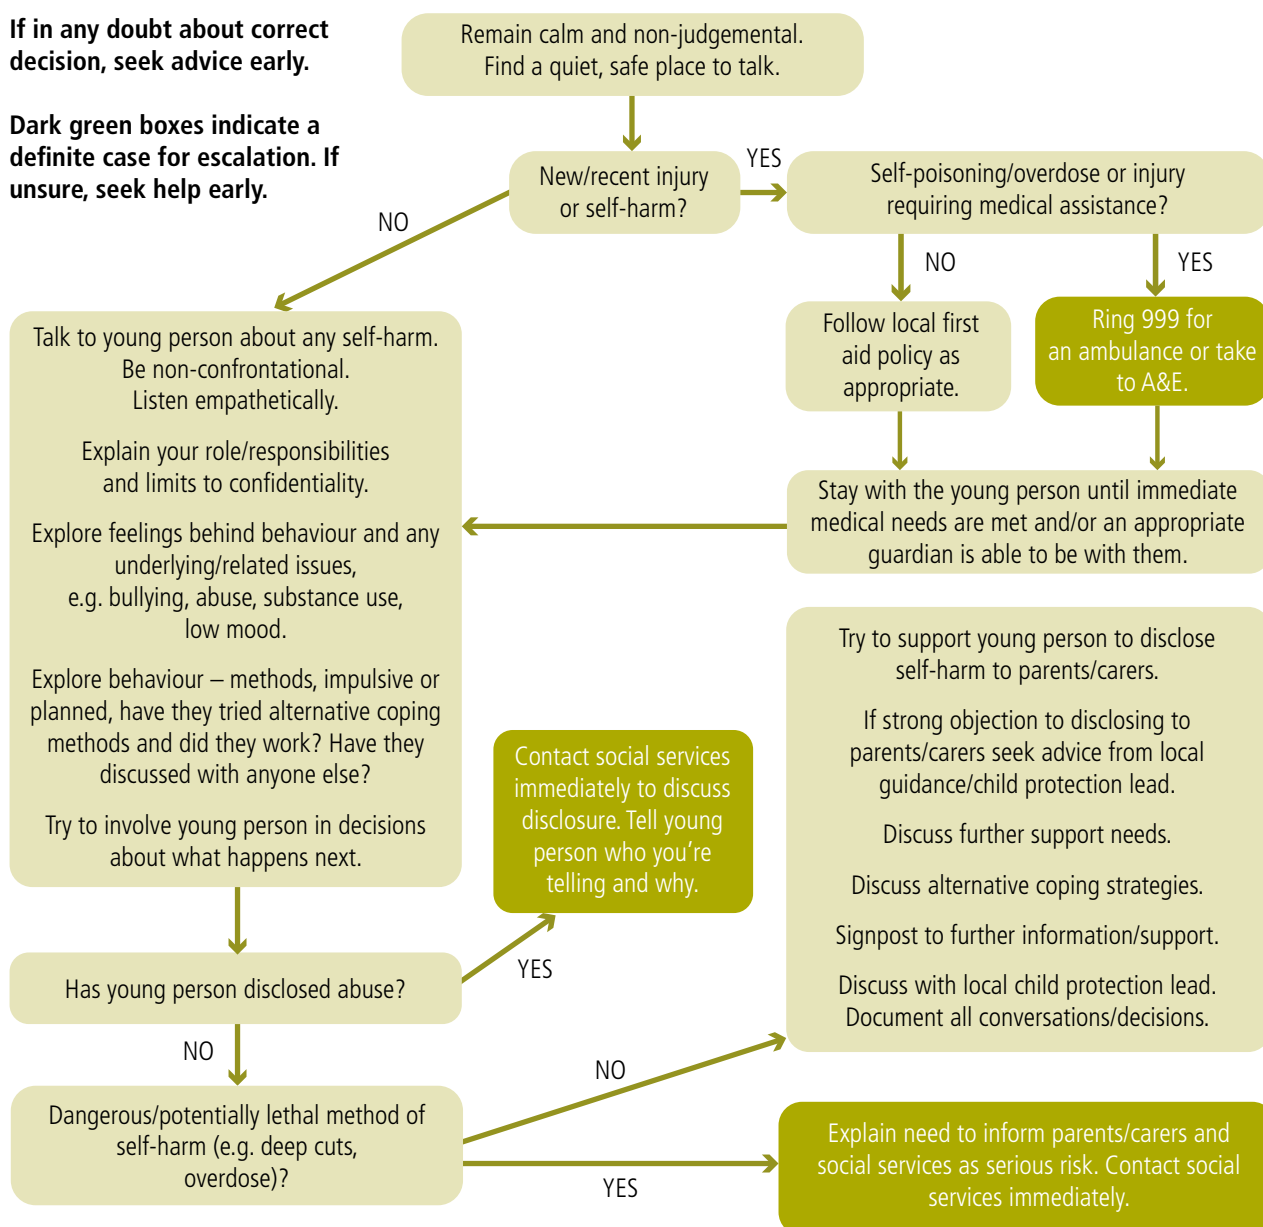 If in any doubt about correct
decision, seek advice early.
Dark green boxes indicate a
definite case for escalation. If
unsure, seek help early.
Remain calm and non-judgemental.
Find a quiet, safe place to talk.
New/recent injury
or self-harm?
YES
Self-poisoning/overdose or injury
requiring medical assistance?
NO
NO
YES
Follow local first
aid policy as
appropriate.
Ring 999 for
an ambulance or take
to A&E.
Stay with the young person until immediate
medical needs are met and/or an appropriate
guardian is able to be with them.
Talk to young person about any self-harm.
Be non-confrontational.
Listen empathetically.
Explain your role/responsibilities
and limits to confidentiality.
Explore feelings behind behaviour and any
underlying/related issues,
e.g. bullying, abuse, substance use,
low mood.
Explore behaviour – methods, impulsive or
planned, have they tried alternative coping
methods and did they work? Have they
discussed with anyone else?
Try to involve young person in decisions
about what happens next.
Has young person disclosed abuse?
YES
Contact social services
immediately to discuss
disclosure. Tell young
person who you’re
telling and why.
NO
Dangerous/potentially lethal method of
self-harm (e.g. deep cuts,
overdose)?
NO
Try to support young person to disclose
self-harm to parents/carers.
If strong objection to disclosing to
parents/carers seek advice from local
guidance/child protection lead.
Discuss further support needs.
Discuss alternative coping strategies.
Signpost to further information/support.
Discuss with local child protection lead.
Document all conversations/decisions.
YES
Explain need to inform parents/carers and
social services as serious risk. Contact social
services immediately.